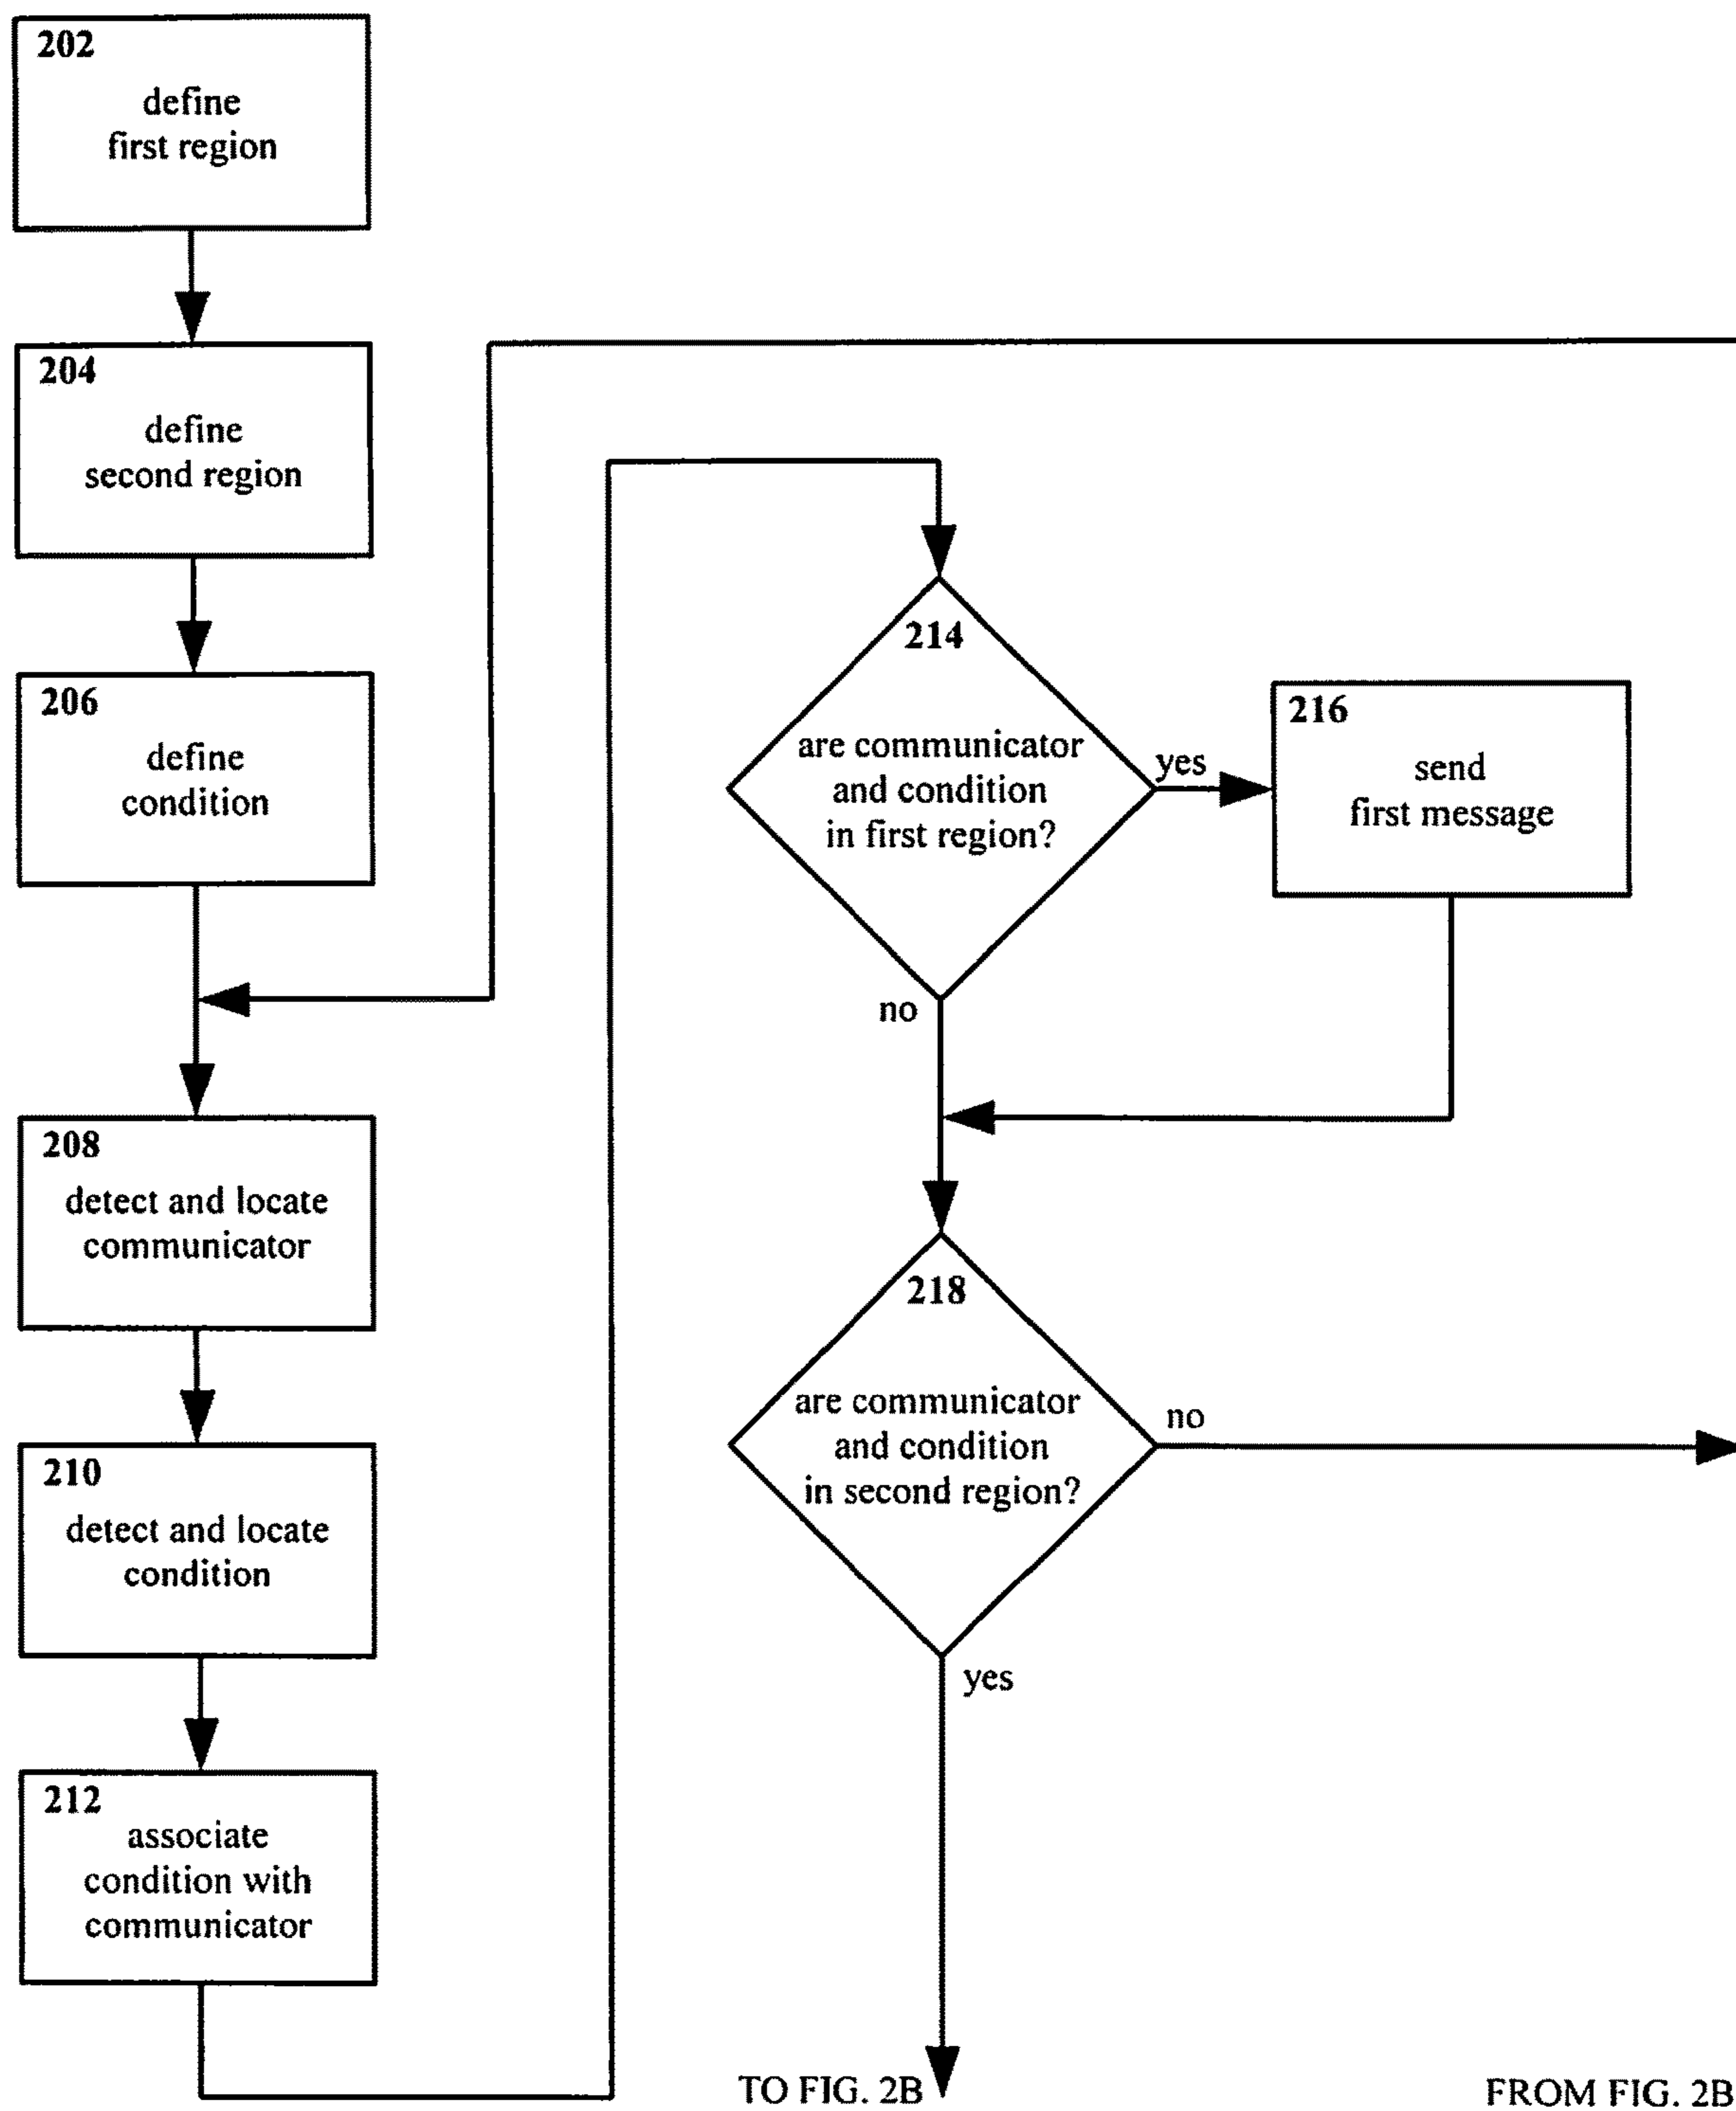 202
define
first region
204
define
second region
206
define
condition
208
detect and locate
communicator
210
detect and locate
condition
212
associate
condition with
communicator
214
are communicator
and condition
in first region?
yes
no
216
send
first message
218
are communicator
and condition
in second region?
no
yes
TO FIG. 2B
FROM FIG. 2B